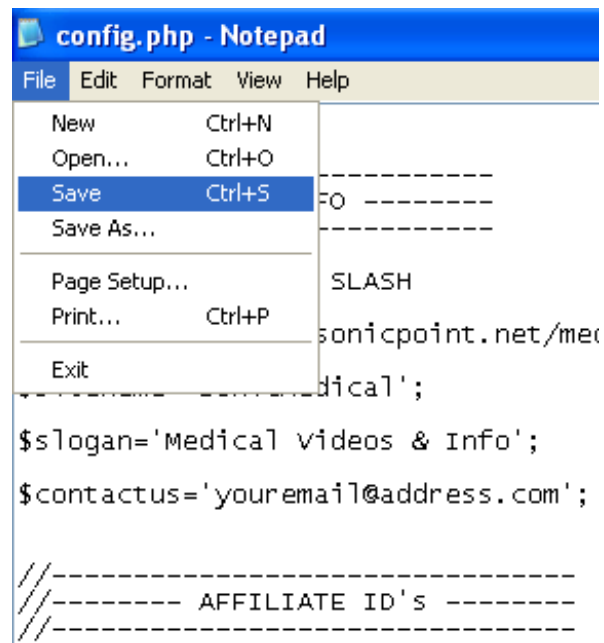 config.php - Notepad
File Edit Format View Help
New Ctrl+N
Open... Ctrl+O
Save Ctrl+S
Save As...
Page Setup...
Print... Ctrl+P
Exit
-----------
FO --------
-----------
SLASH
sonicpoint.net/med
dical';
$slogan='Medical Videos & Info';
$contactus='youremail@address.com';
//--------------------------------
//-------- AFFILIATE ID's --------
//--------------------------------